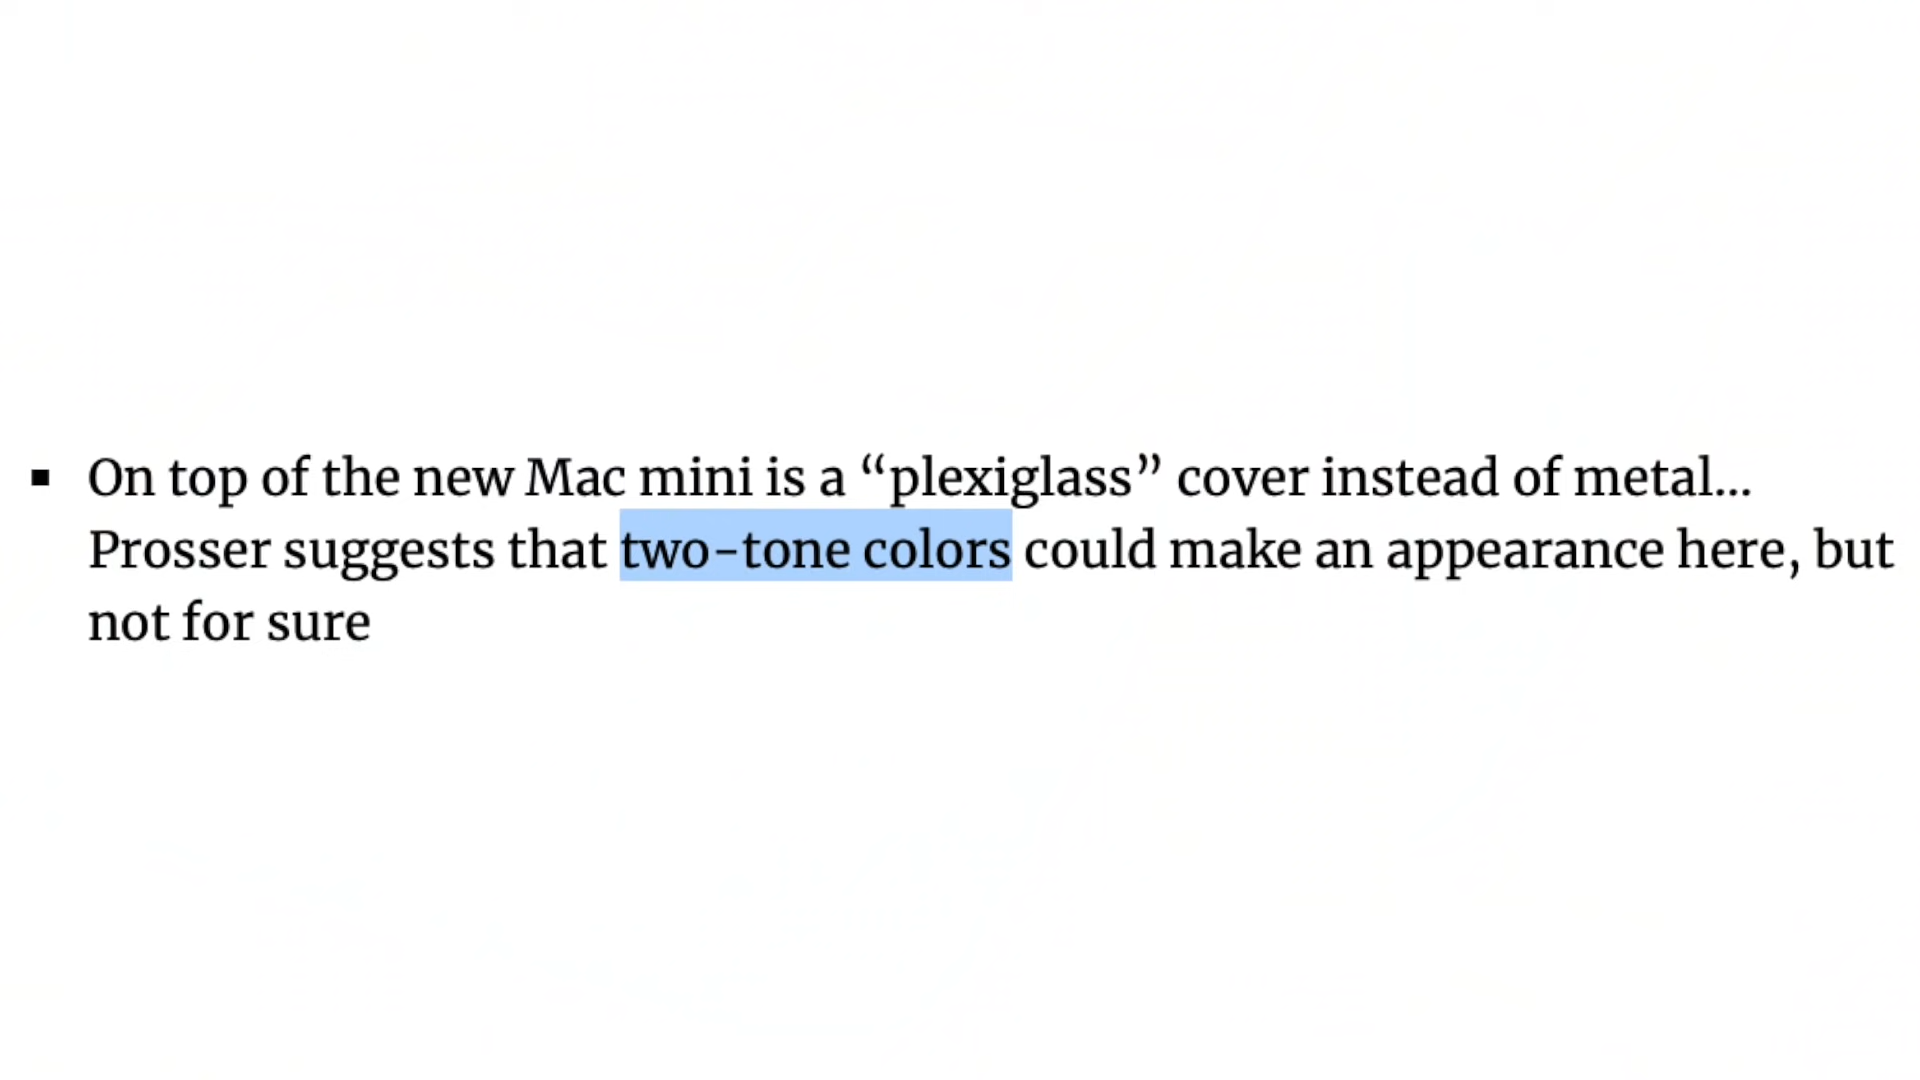 ▪ On top of the new Mac mini is a “plexiglass” cover instead of metal...
Prosser suggests that two-tone colors could make an appearance here, but
not for sure